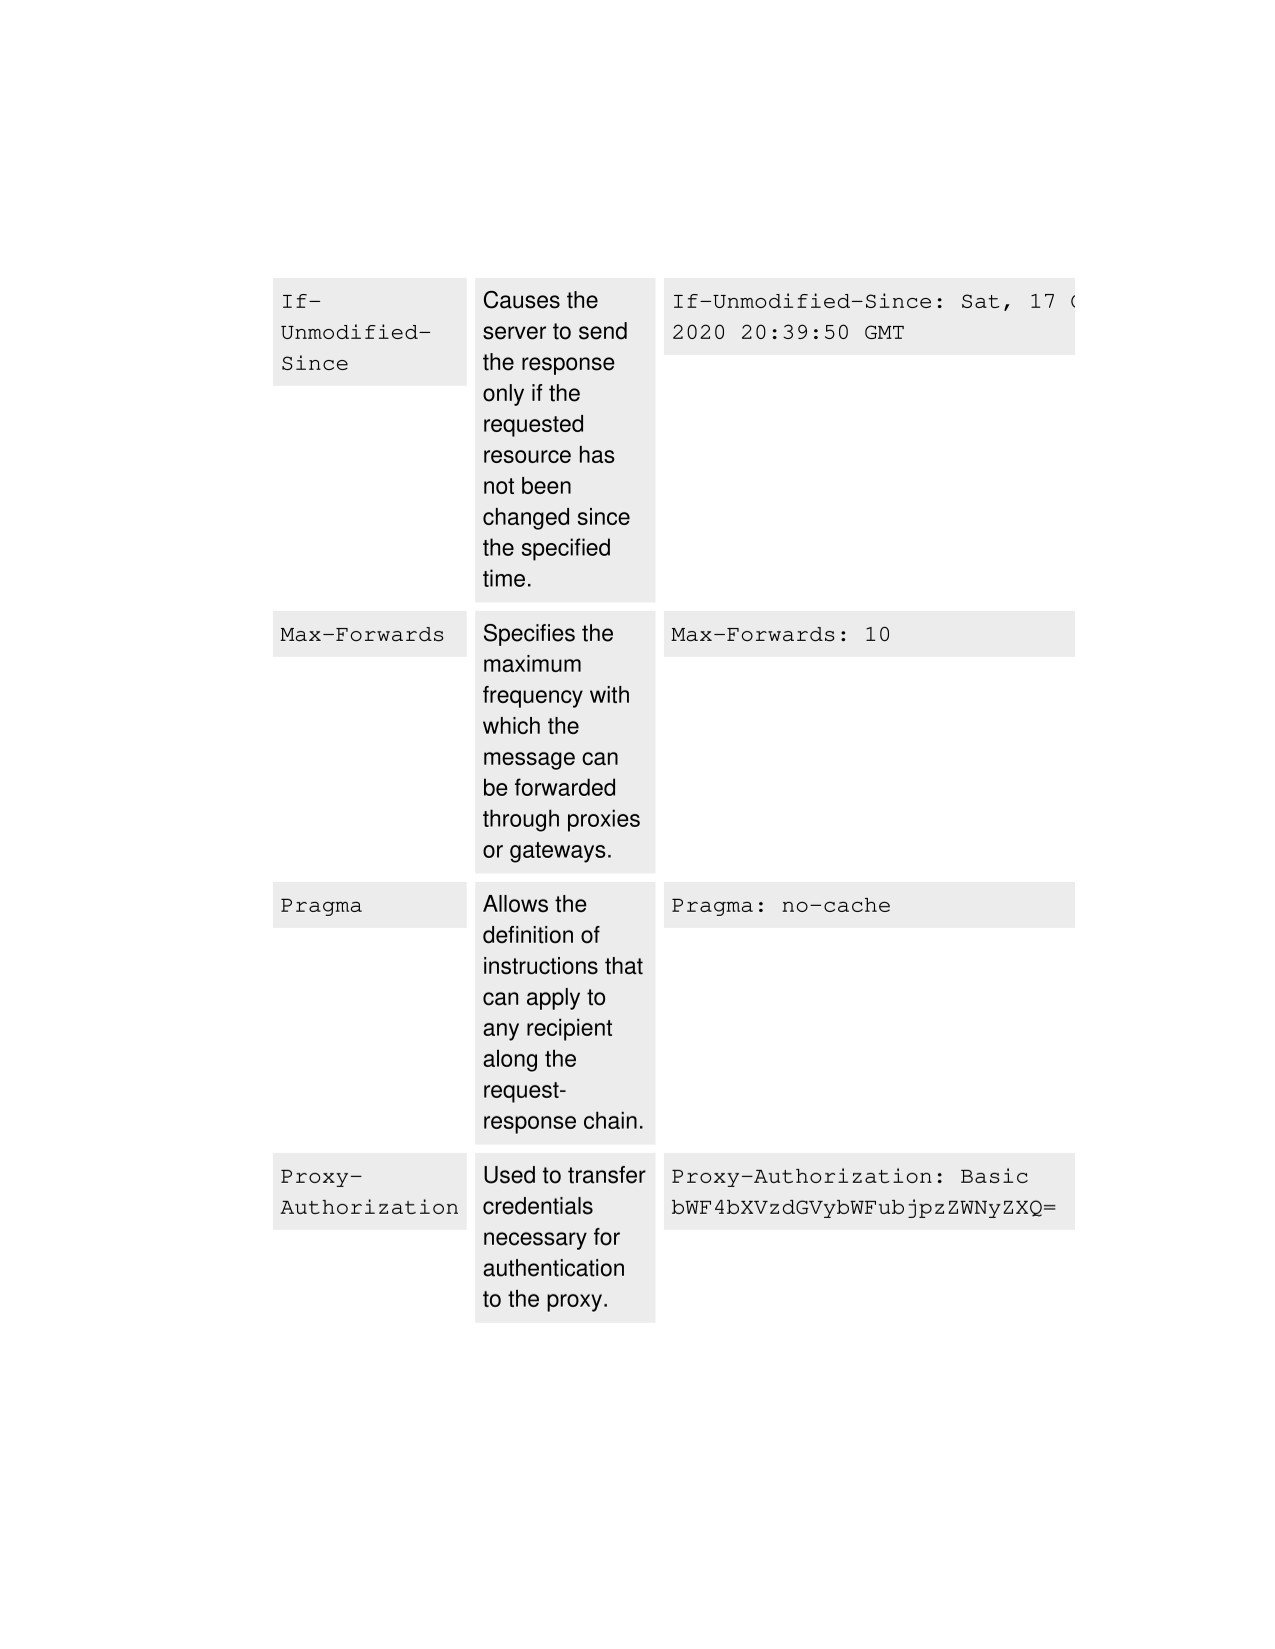 If-
Unmodified-
Since
Causes the
server to send
the response
only if the
requested
resource has
not been
changed since
the specified
time.
If-Unmodified-Since: Sat, 17
2020 20:39:50 GMT
Max-Forwards
Specifies the
maximum
frequency with
which the
message can
be forwarded
through proxies
or gateways.
Max-Forwards: 10
Pragma
Allows the
definition of
instructions that
can apply to
any recipient
along the
request-
response chain.
Pragma: no-cache
Proxy-
Authorization
Used to transfer
credentials
necessary for
authentication
to the proxy.
Proxy-Authorization: Basic
bWF4bXVzdGVybWFubjpzZWNyZXQ=